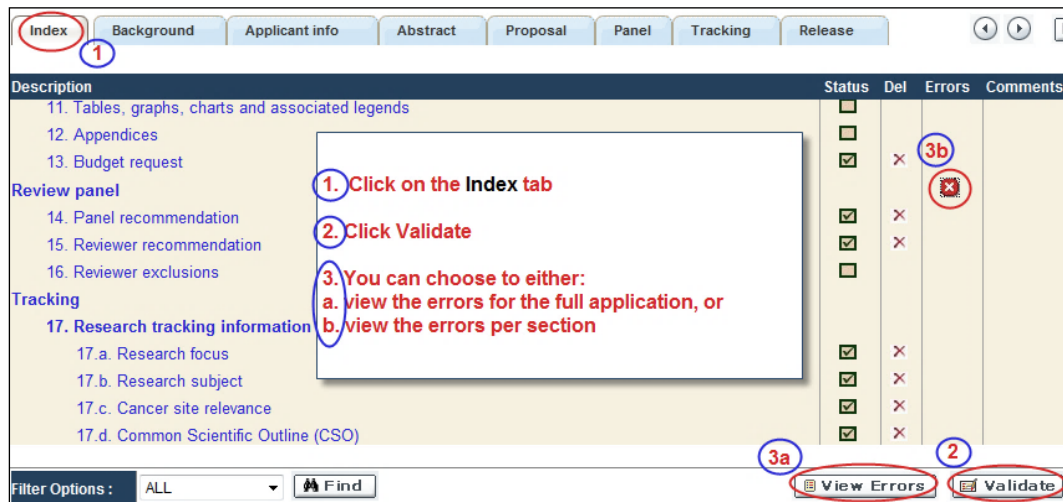 Index Background Applicant info Abstract Proposal Panel Tracking Release
1
Description Status Del Errors Comments
11. Tables, graphs, charts and associated legends
12. Appendices
13. Budget request
3b
Review panel
14. Panel recommendation
15. Reviewer recommendation
16. Reviewer exclusions
Tracking
17. Research tracking information
17.a. Research focus
17.b. Research subject
17.c. Cancer site relevance
17.d. Common Scientific Outline (CSO)
1. Click on the Index tab
2. Click Validate
3. You can choose to either:
a. view the errors for the full application, or
b. view the errors per section
3a 2
Filter Options : ALL Find View Errors Validate